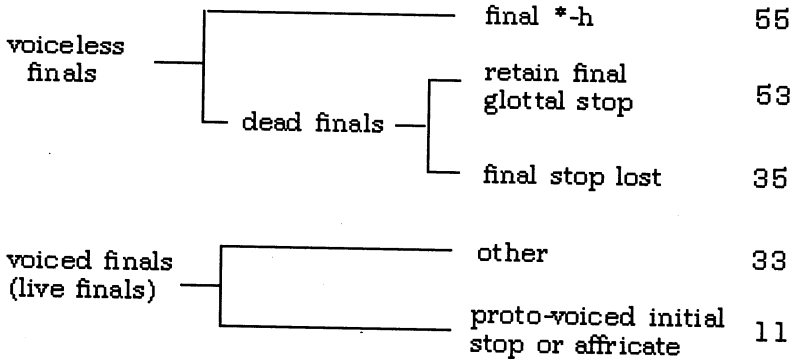 final *-h 55
voiceless
finals
retain final
glottal stop 53
dead finals
final stop lost 35
voiced finals
(live finals)
other 33
proto-voiced initial
stop or affricate 11